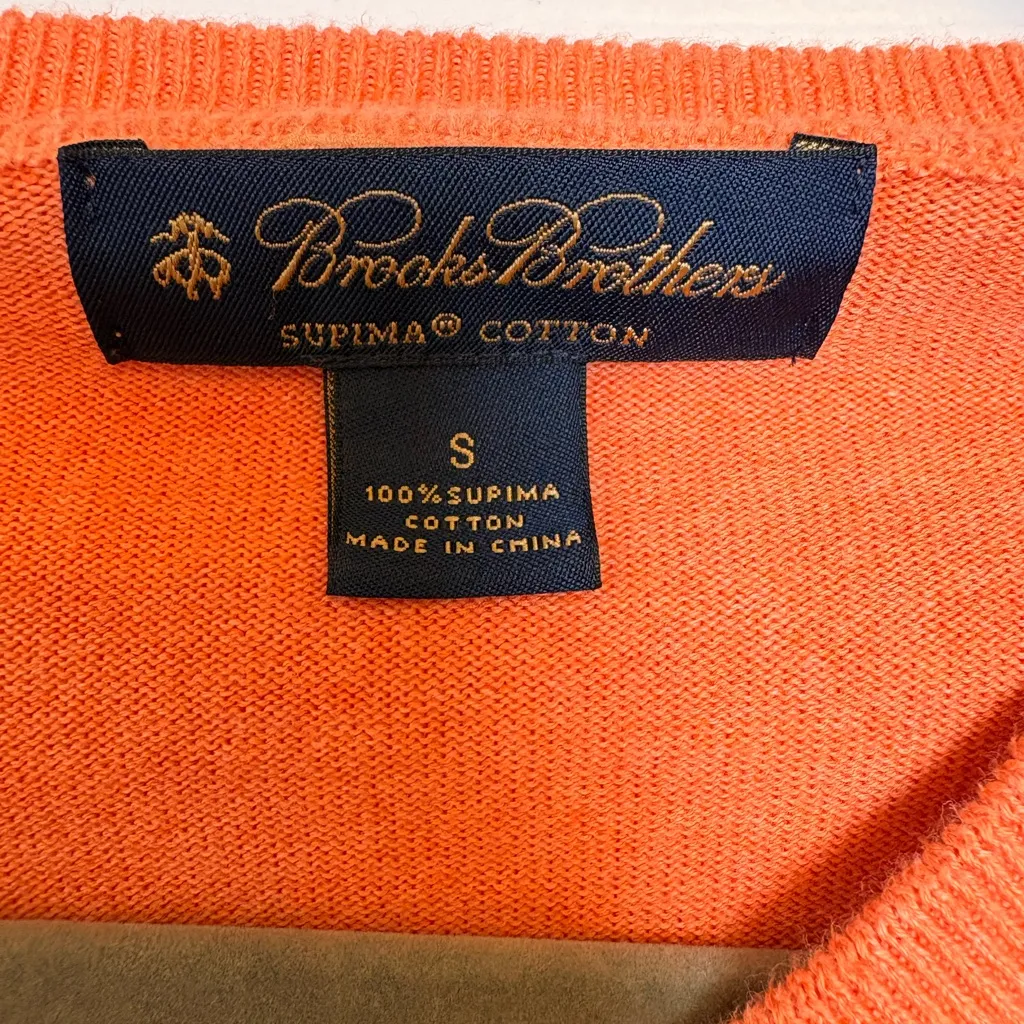 Brooks Brothers
SUPIMA® COTTON
S
100% SUPIMA
COTTON
MADE IN CHINA